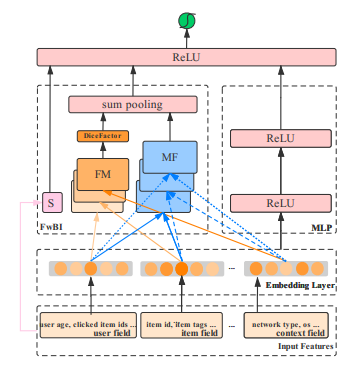 ReLU
sum pooling
DiceFactor
MF
FM
ReLU
ReLU
S
FwBI
MLP
...
...
Embedding Layer
user age, clicked item ids ...
user field
item id, item tags ...
item field
...
network type, os ...
context field
Input Features